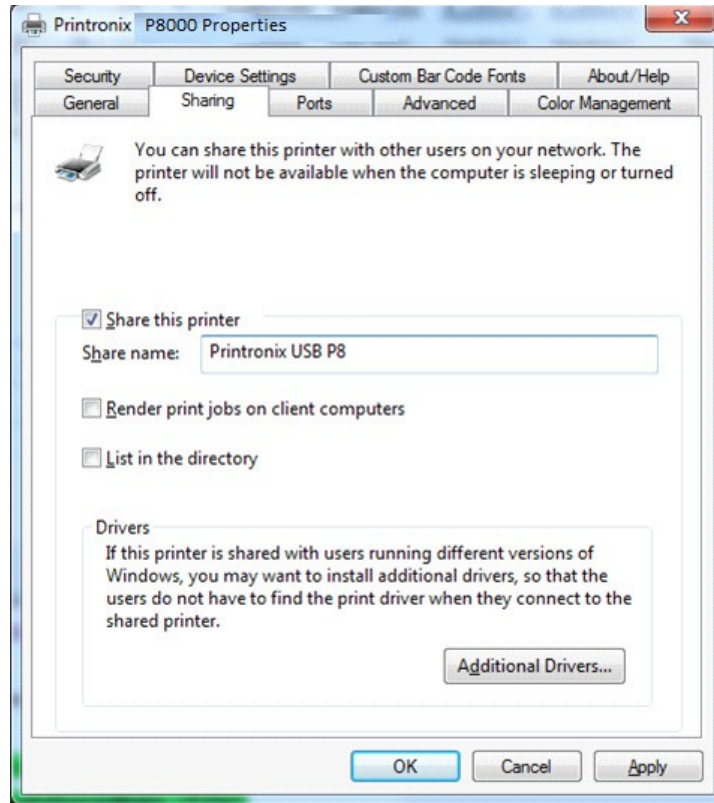 Printronix P8000 Properties
Security Device Settings Custom Bar Code Fonts About/Help
General Sharing Ports Advanced Color Management
You can share this printer with other users on your network. The
printer will not be available when the computer is sleeping or turned
off.
Share this printer
Share name: Printronix USB P8
Render print jobs on client computers
List in the directory
Drivers
If this printer is shared with users running different versions of
Windows, you may want to install additional drivers, so that the
users do not have to find the print driver when they connect to the
shared printer.
Additional Drivers...
OK Cancel Apply